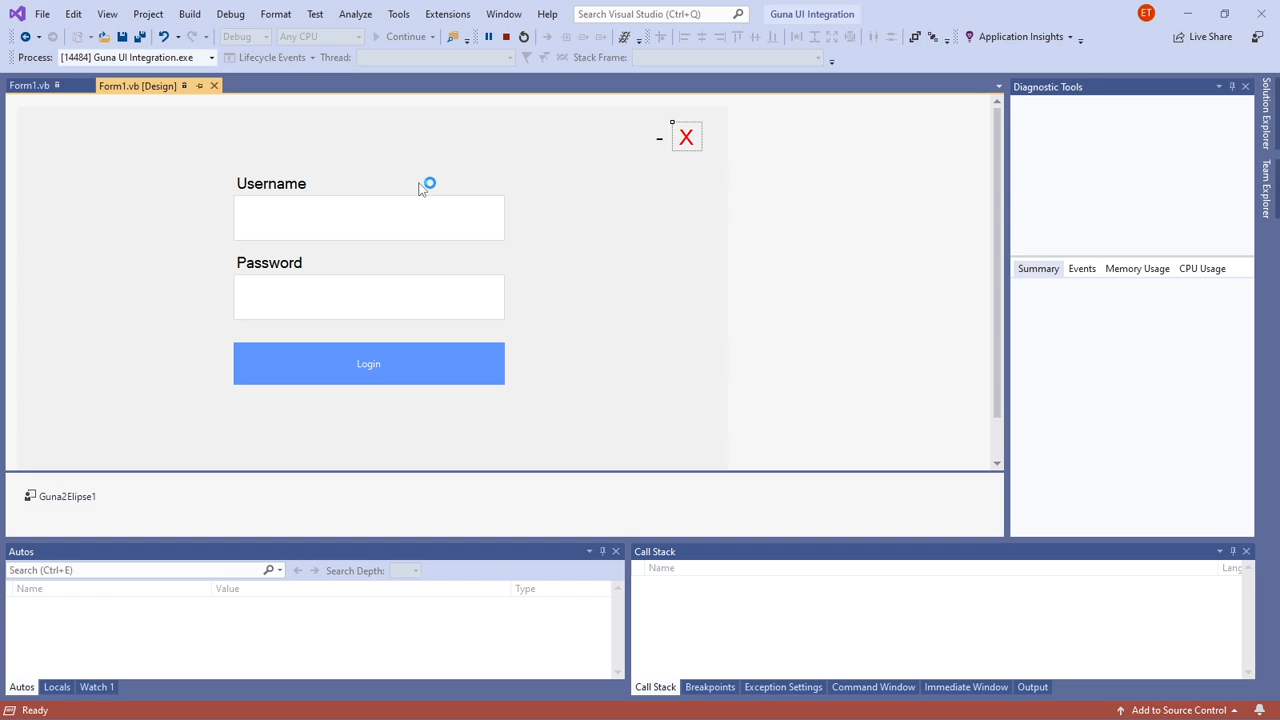 File Edit View Project Build Debug Format Test Analyze Tools Extensions Window Help Search Visual Studio (Ctrl+Q) Guna UI Integration ET
Debug Any CPU Continue Application Insights Live Share
Process: [14484] Guna UI Integration.exe Lifecycle Events Thread: Stack Frame:
Form1.vb Form1.vb [Design] Diagnostic Tools
- X
Username
Password
Login
Summary Events Memory Usage CPU Usage
Solution Explorer
Team Explorer
Guna2Elipse1
Autos
Search (Ctrl+E) Search Depth:
Name Value Type
Autos Locals Watch 1
Call Stack
Name Lang
Call Stack Breakpoints Exception Settings Command Window Immediate Window Output
Ready Add to Source Control